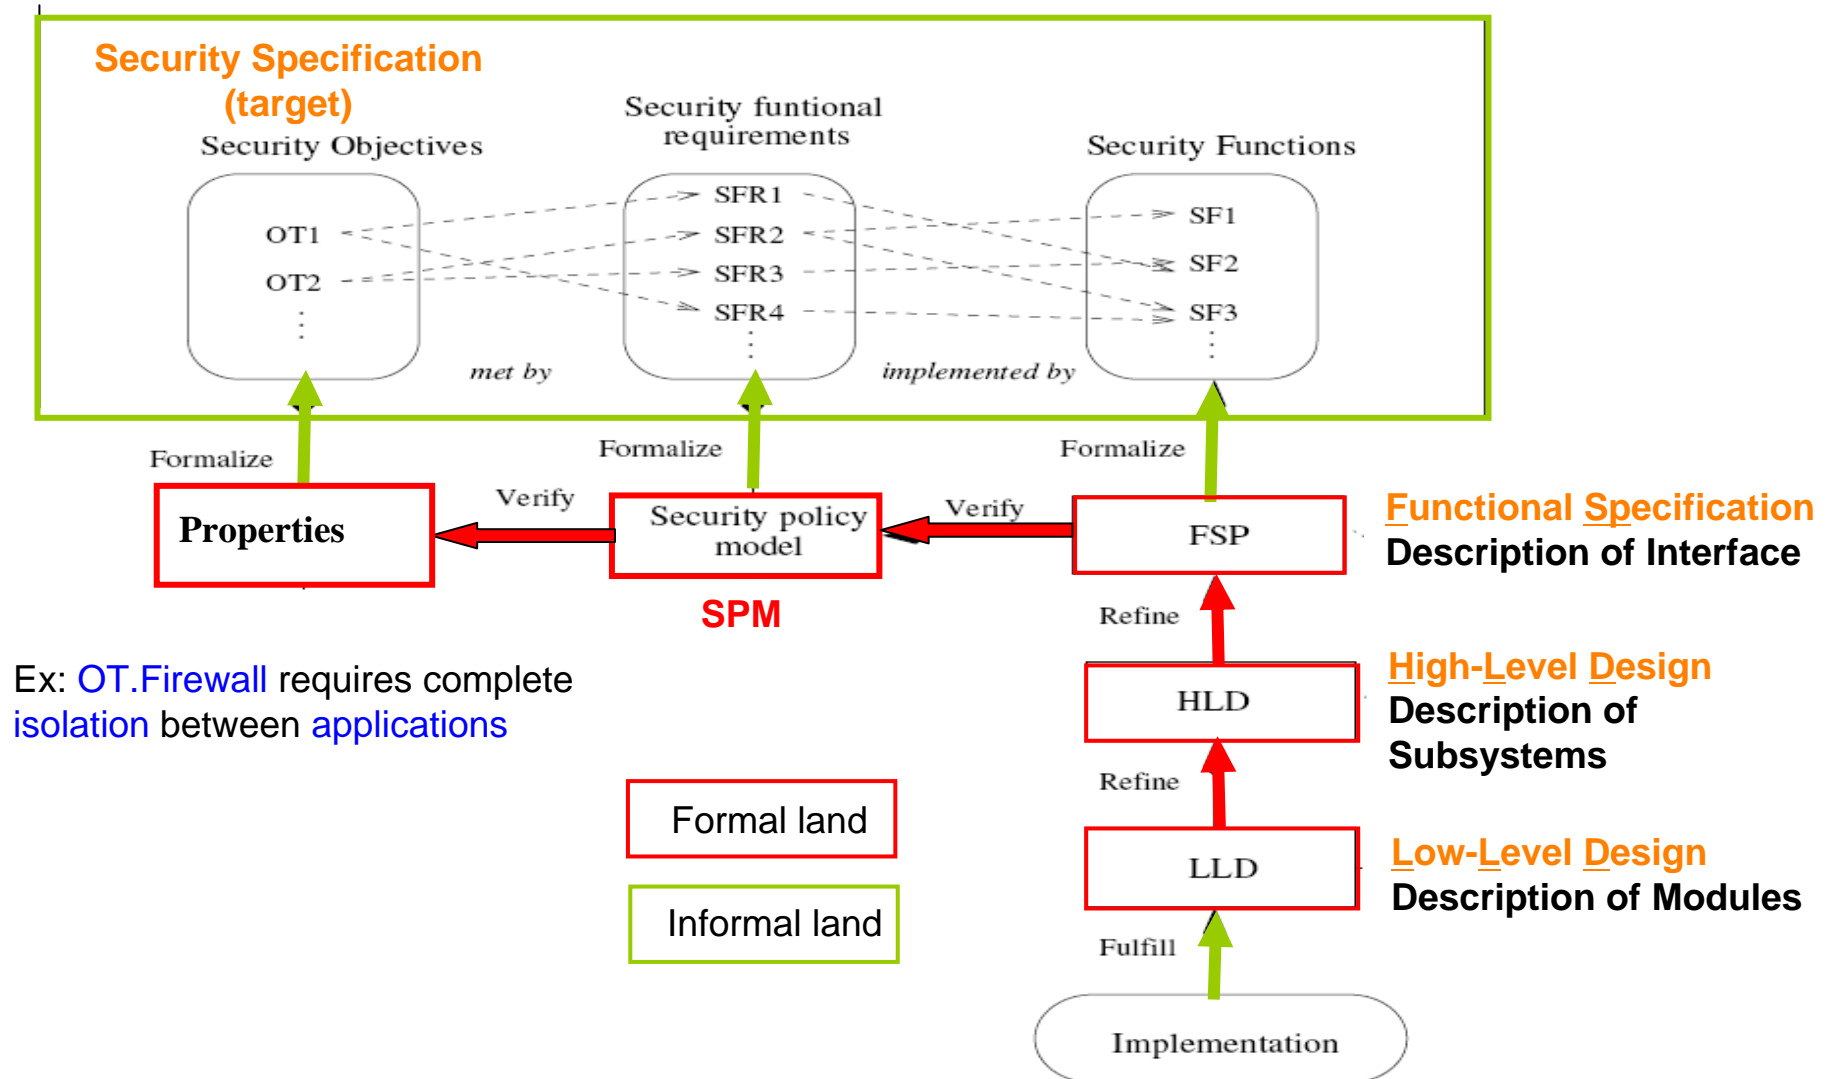 Security Specification
(target)
Security Objectives
Security funtional
requirements
Security Functions
OT1
OT2
SFR1
SFR2
SFR3
SFR4
SF1
SF2
SF3
met by
implemented by
Formalize
Formalize
Formalize
Properties
Verify
Security policy
model
Verify
FSP
Functional Specification
Description of Interface
SPM
Refine
Ex: OT.Firewall requires complete
isolation between applications
HLD
High-Level Design
Description of
Subsystems
Refine
Formal land
LLD
Low-Level Design
Description of Modules
Informal land
Fulfill
Implementation